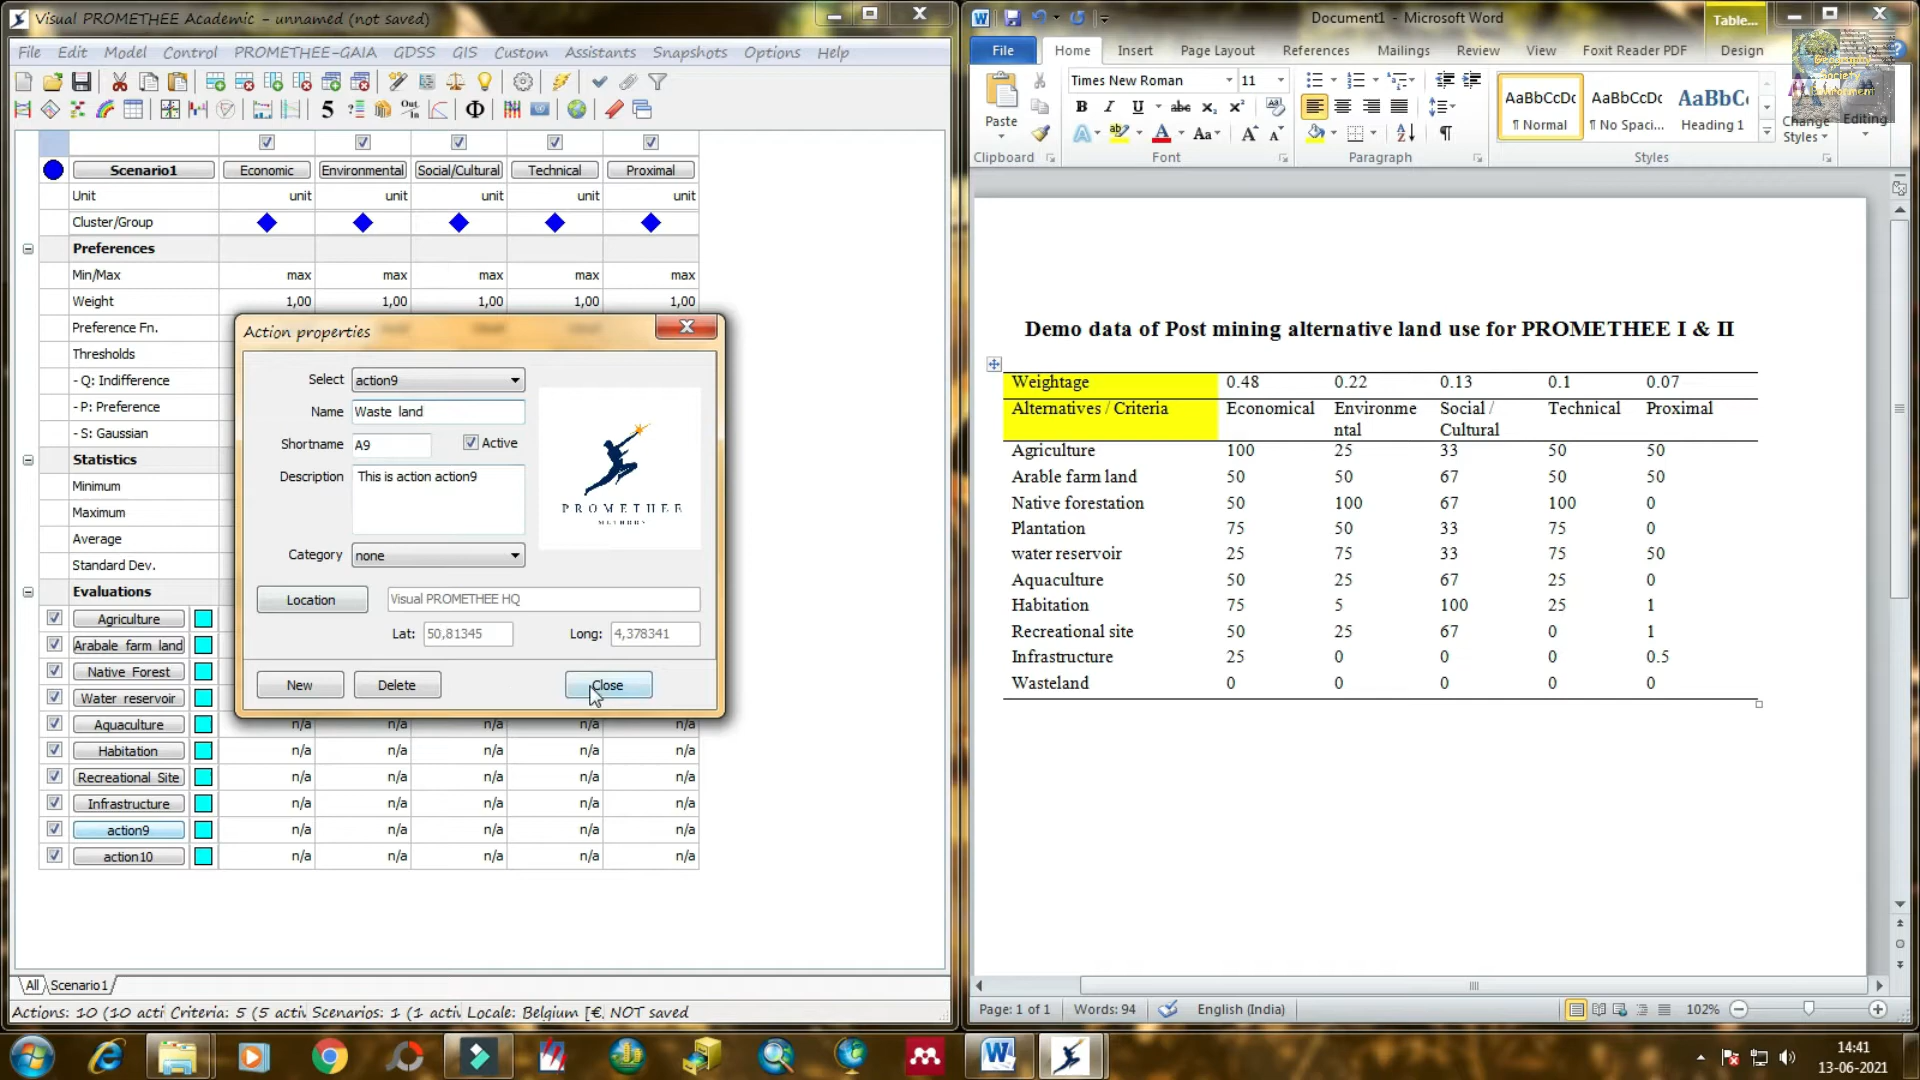 Visual PROMETHEE Academic - unnamed (not saved)
File Edit Model Control PROMETHEE-GAIA GDSS GIS Custom Assistants Snapshots Options Help
Scenario1 Economic Environmental Social/Cultural Technical Proximal
Unit unit unit unit unit unit
Cluster/Group
Preferences
Min/Max max max max max max
Weight 1,00 1,00 1,00 1,00 1,00
Preference Fn.
Thresholds
- Q: Indifference
- P: Preference
- S: Gaussian
Statistics
Minimum
Maximum
Average
Standard Dev.
Evaluations
Agriculture
Arabale farm land
Native Forest
Water reservoir
Aquaculture n/a n/a n/a n/a n/a
Habitation n/a n/a n/a n/a n/a
Recreational Site n/a n/a n/a n/a n/a
Infrastructure n/a n/a n/a n/a n/a
action9 n/a n/a n/a n/a n/a
action10 n/a n/a n/a n/a n/a
Action properties
Select action9
Name Waste land
Shortname A9 Active
Description This is action action9
PROMETHEE
METHODS
Category none
Location Visual PROMETHEE HQ
Lat: 50,81345 Long: 4,378341
New Delete Close
All Scenario1
Actions: 10 (10 acti Criteria: 5 (5 activ Scenarios: 1 (1 activ Locale: Belgium [€, NOT saved
Document1 - Microsoft Word
Table...
File Home Insert Page Layout References Mailings Review View Foxit Reader PDF Design
Geography
Society
Environment
Times New Roman 11
Paste
AaBbCcDc AaBbCcDc AaBbC
¶ Normal ¶ No Spaci... Heading 1
Change
Styles
Editing
Clipboard Font Paragraph Styles
Demo data of Post mining alternative land use for PROMETHEE I & II
Weightage 0.48 0.22 0.13 0.1 0.07
Alternatives / Criteria Economical Environme Social / Technical Proximal
ntal Cultural
Agriculture 100 25 33 50 50
Arable farm land 50 50 67 50 50
Native forestation 50 100 67 100 0
Plantation 75 50 33 75 0
water reservoir 25 75 33 75 50
Aquaculture 50 25 67 25 0
Habitation 75 5 100 25 1
Recreational site 50 25 67 0 1
Infrastructure 25 0 0 0 0.5
Wasteland 0 0 0 0 0
Page: 1 of 1 Words: 94 English (India) 102%
14:41
13-06-2021